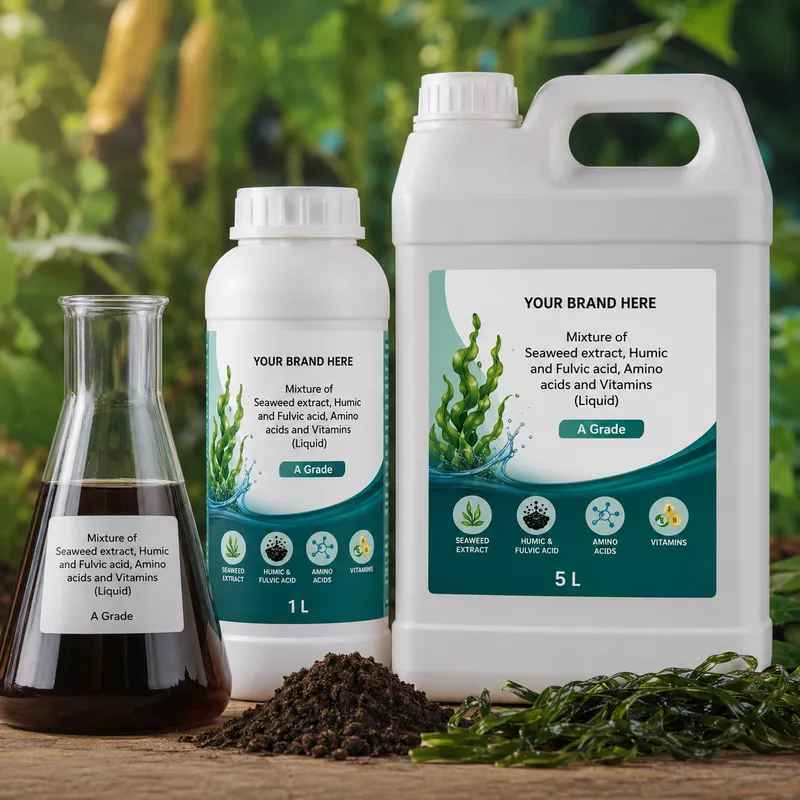 Mixture of
Seaweed extract, Humic
and Fulvic acid, Amino
acids and Vitamins
(Liquid)
A Grade
YOUR BRAND HERE
Mixture of
Seaweed extract, Humic
and Fulvic acid, Amino
acids and Vitamins
(Liquid)
A Grade
SEAWEED
EXTRACT
HUMIC &
FULVIC ACID
AMINO
ACIDS
VITAMINS
1 L
YOUR BRAND HERE
Mixture of
Seaweed extract, Humic
and Fulvic acid, Amino
acids and Vitamins
(Liquid)
A Grade
SEAWEED
EXTRACT
HUMIC &
FULVIC ACID
AMINO
ACIDS
VITAMINS
5 L